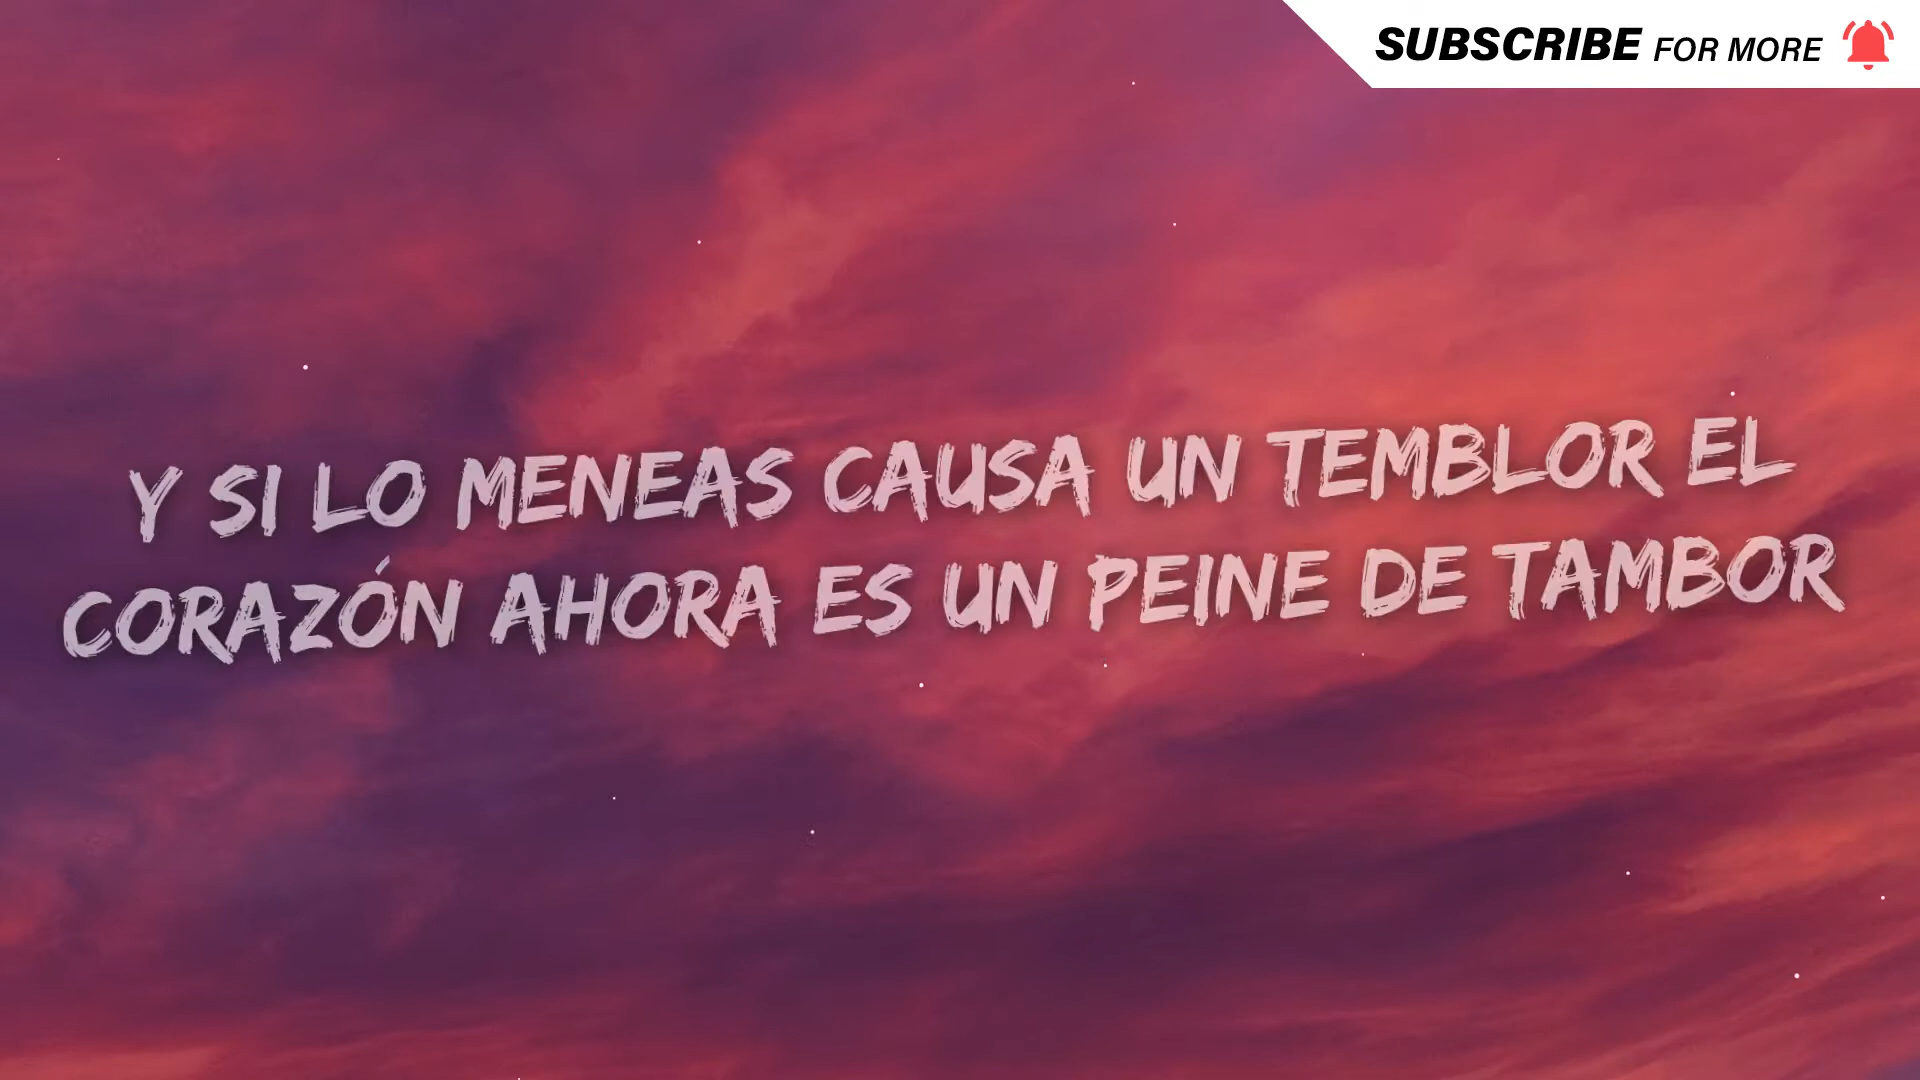 SUBSCRIBE FOR MORE
Y SI LO MENEAS CAUSA UN TEMBLOR EL
CORAZÓN AHORA ES UN PEINE DE TAMBOR